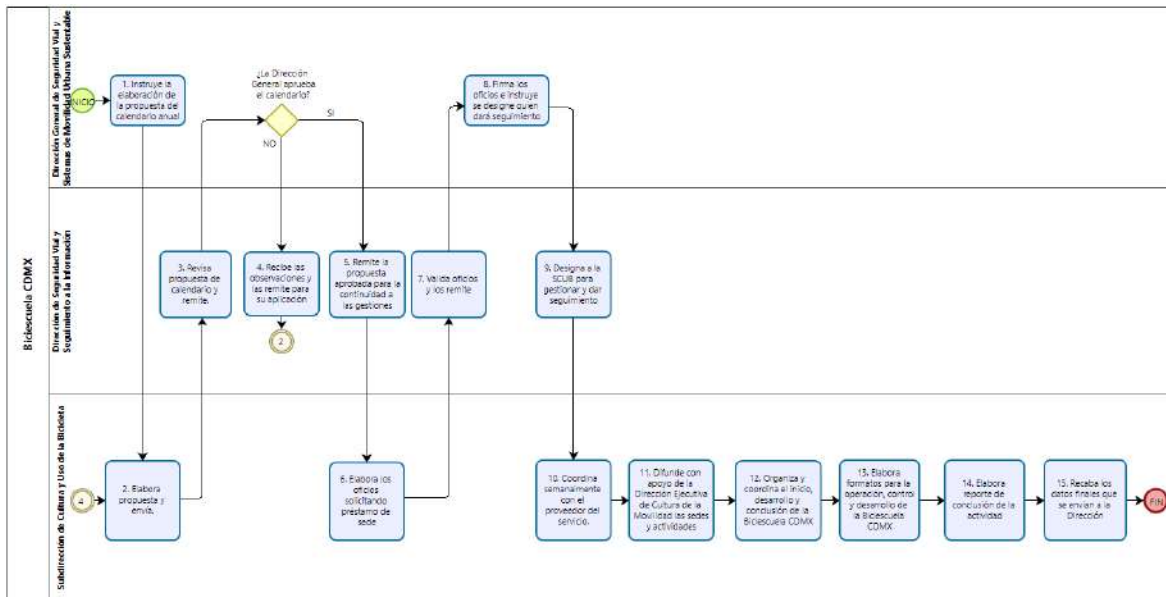 Biciescuela CDMX
Dirección General de Seguridad Vial y
Sistemas de Movilidad Urbana Sustentable
INICIO
1. Instruye la
elaboración de
la propuesta del
calendario anual
¿La Dirección
General aprueba
el calendario?
SI
NO
8. Firma los
oficios e instruye
se designe quien
dará seguimiento
Dirección de Seguridad Vial y
Seguimiento a la Información
3. Revisa
propuesta de
calendario y
remite.
4. Recibe las
observaciones y
las remite para
su aplicación
2
5. Remite la
propuesta
aprobada para la
continuidad a
las gestiones
7. Valida oficios
y los remite
9. Designa a la
SCUB para
gestionar y dar
seguimiento
Subdirección de Cultura y Uso de la Bicicleta
4
2. Elabora
propuesta y
envía.
6. Elabora los
oficios
solicitando
préstamo de
sede
10. Coordina
semanalmente
con el
proveedor del
servicio.
11. Difunde con
apoyo de la
Dirección Ejecutiva
de Cultura de la
Movilidad las sedes
y actividades
12. Organiza y
coordina el inicio,
desarrollo y
conclusión de la
Biciescuela CDMX
13. Elabora
formatos para la
operación, control
y desarrollo de
la Biciescuela
CDMX
14. Elabora
reporte de
conclusión de la
actividad
15. Recaba los
datos finales que
se envían a la
Dirección
FIN